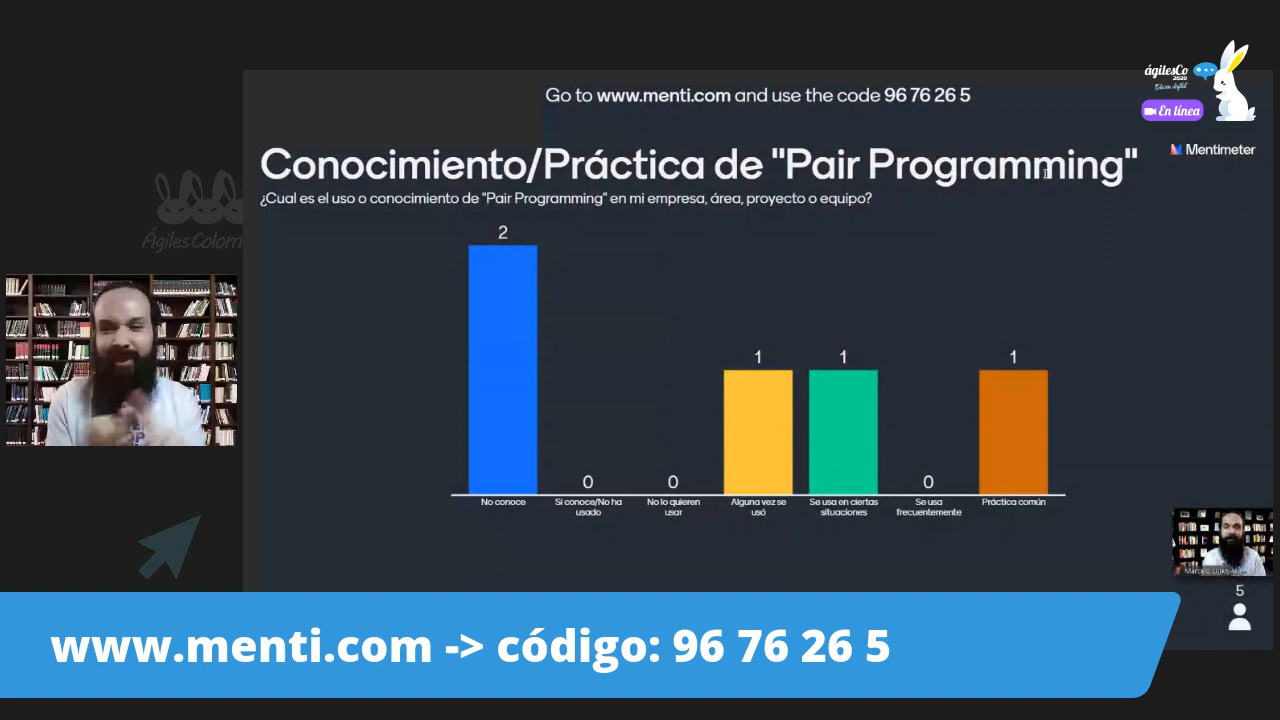 Go to www.menti.com and use the code 96 76 26 5
ágilesCo
2020
Edición digital
En línea
Mentimeter
Conocimiento/Práctica de "Pair Programming"
¿Cual es el uso o conocimiento de "Pair Programming" en mi empresa, área, proyecto o equipo?
ÁgilesColom
2
0
0
1
1
0
1
No conoce
Si conoce/No ha
usado
No lo quieren
usar
Alguna vez se
usó
Se usa en ciertas
situaciones
Se usa
frecuentemente
Práctica común
5
www.menti.com -> código: 96 76 26 5